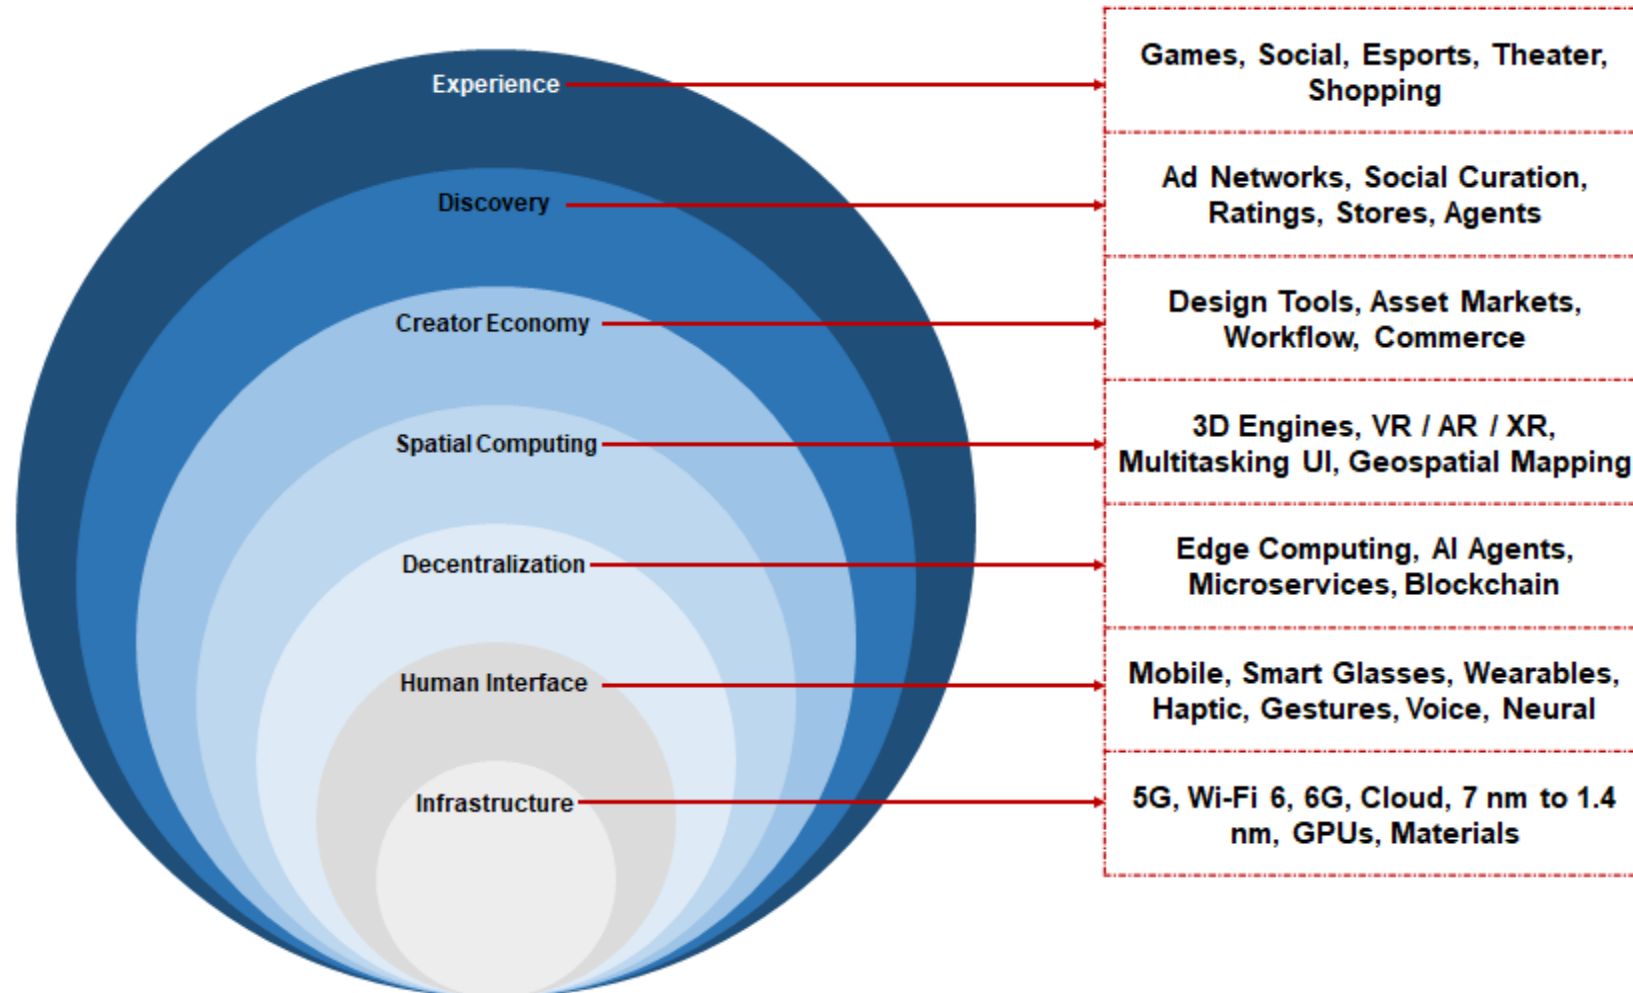 Experience
Games, Social, Esports, Theater,
Shopping
Discovery
Ad Networks, Social Curation,
Ratings, Stores, Agents
Creator Economy
Design Tools, Asset Markets,
Workflow, Commerce
Spatial Computing
3D Engines, VR / AR / XR,
Multitasking UI, Geospatial Mapping
Decentralization
Edge Computing, AI Agents,
Microservices, Blockchain
Human Interface
Mobile, Smart Glasses, Wearables,
Haptic, Gestures, Voice, Neural
Infrastructure
5G, Wi-Fi 6, 6G, Cloud, 7 nm to 1.4
nm, GPUs, Materials